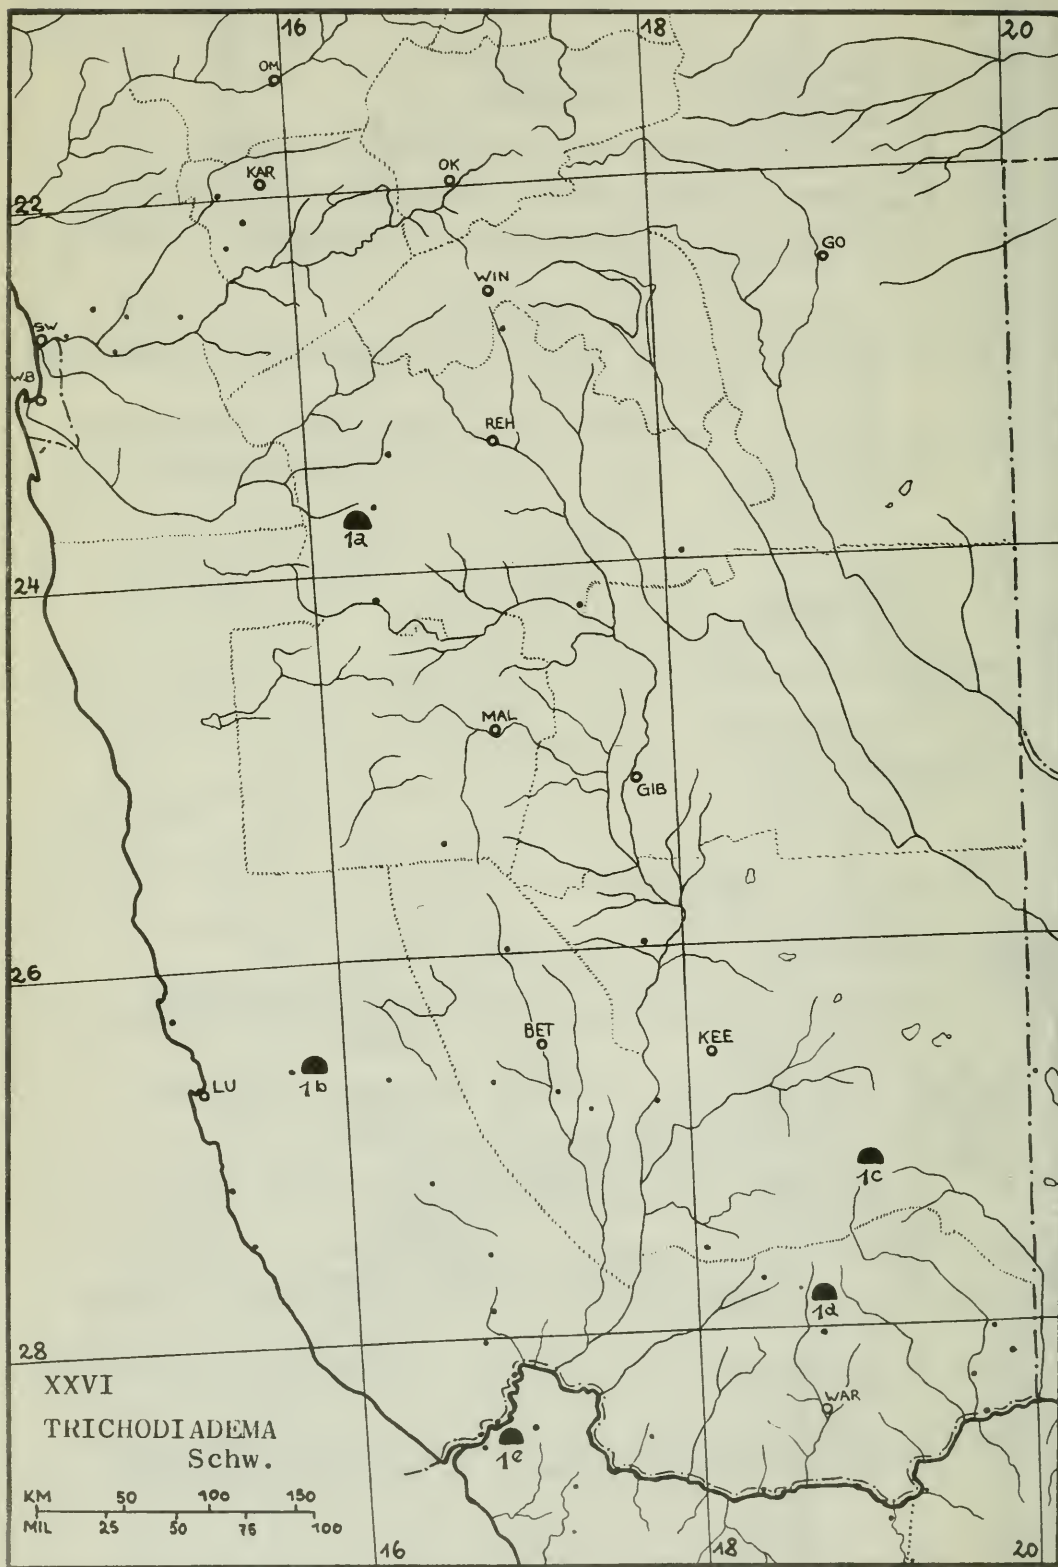 16 18 20
OM
KAR OK
22
GO
WIN
SW
WB
REH
1a
24
MAL
GIB
26
BET KEE
1b
LU
1c
1d
28
XXVI
WAR
TRICHODIADEMA
Schw.
1e
KM 50 100 150
MIL 25 50 75 100
16 18 20